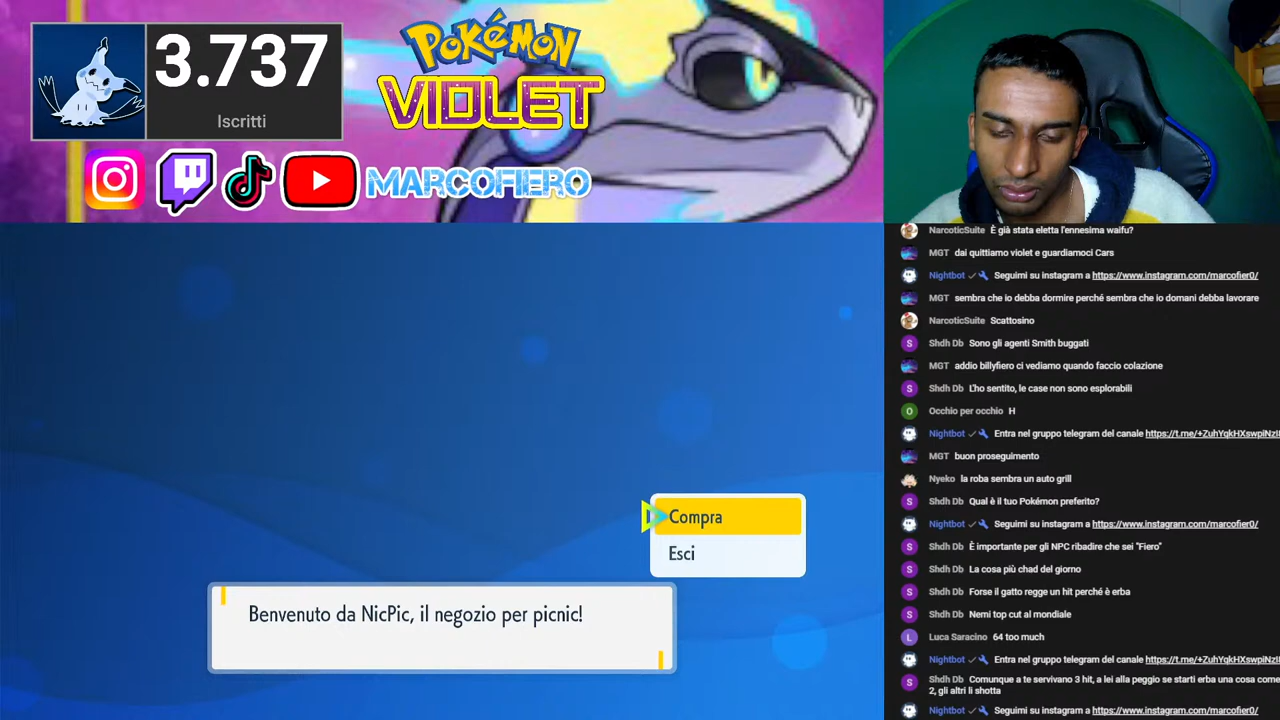 3.737
Iscritti
POKÉMON
VIOLET
MARCOFIERO
NarcoticSuite È già stata eletta l'ennesima waifu?
MGT dai quittiamo violet e guardiamoci Cars
Nightbot Seguimi su instagram a https://www.instagram.com/marcofier0/
MGT sembra che io debba dormire perché sembra che io domani debba lavorare
NarcoticSuite Scattosino
Shdh Db Sono gli agenti Smith buggati
MGT addio billyfiero ci vediamo quando faccio colazione
S Shdh Db L'ho sentito, le case non sono esplorabili
O Occhio per occhio H
Nightbot Entra nel gruppo telegram del canale https://t.me/+ZuhYqkHXswpiNzI
MGT buon proseguimento
Nyeko la roba sembra un auto grill
S Shdh Db Qual è il tuo Pokémon preferito?
Nightbot Seguimi su instagram a https://www.instagram.com/marcofier0/
S Shdh Db È importante per gli NPC ribadire che sei "Fiero"
S Shdh Db La cosa più chad del giorno
S Shdh Db Forse il gatto regge un hit perché è erba
S Shdh Db Nemi top cut al mondiale
L Luca Saracino 64 too much
Nightbot Entra nel gruppo telegram del canale https://t.me/+ZuhYqkHXswpiNzI
S Shdh Db Comunque a te servivano 3 hit, a lei alla peggio se starti erba una cosa come
2, gli altri li shotta
Nightbot Seguimi su instagram a https://www.instagram.com/marcofier0/
Compra
Esci
Benvenuto da NicPic, il negozio per picnic!